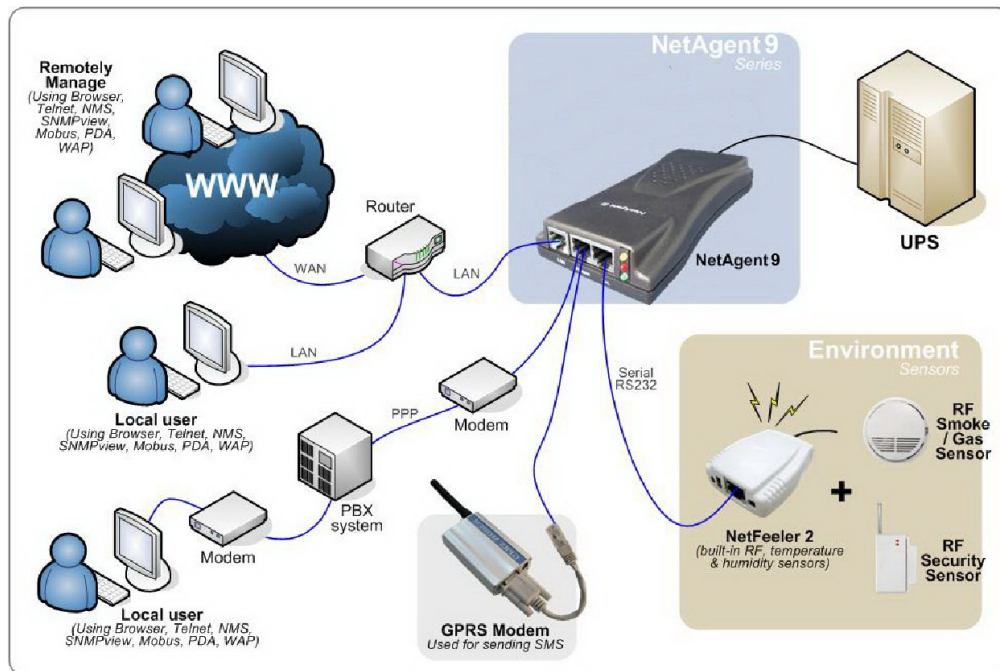 NetAgent 9
Series
Remotely
Manage
(Using Browser,
Telnet, NMS,
SNMPview,
Mobus, PDA,
WAP)
WWW
Router
WAN
LAN
NetAgent 9
UPS
LAN
Local user
(Using Browser, Telnet, NMS,
SNMPview, Mobus, PDA, WAP)
PPP
Modem
Serial
RS232
Environment
Sensors
RF
Smoke
/ Gas
Sensor
PBX
system
Modem
+
NetFeeler 2
(built-in RF, temperature
& humidity sensors)
RF
Security
Sensor
Local user
(Using Browser, Telnet, NMS,
SNMPview, Mobus, PDA, WAP)
GPRS Modem
Used for sending SMS